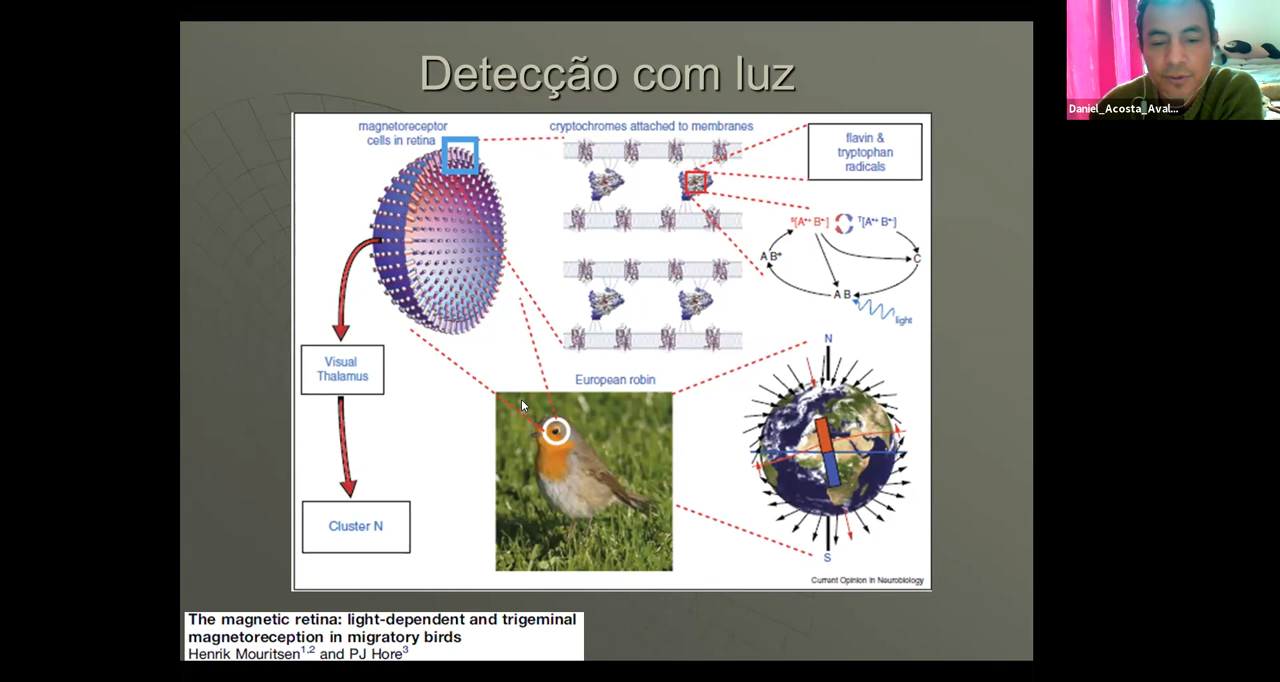 Detecção com luz
Daniel_Acosta_Aval...
magnetoreceptor
cells in retina
cryptochromes attached to membranes
flavin &
tryptophan
radicals
S[A•+ B•-]
T[A•+ B•-]
A B*
C
A B
light
Visual
Thalamus
European robin
N
Cluster N
S
Current Opinion in Neurobiology
The magnetic retina: light-dependent and trigeminal
magnetoreception in migratory birds
Henrik Mouritsen1,2 and PJ Hore3